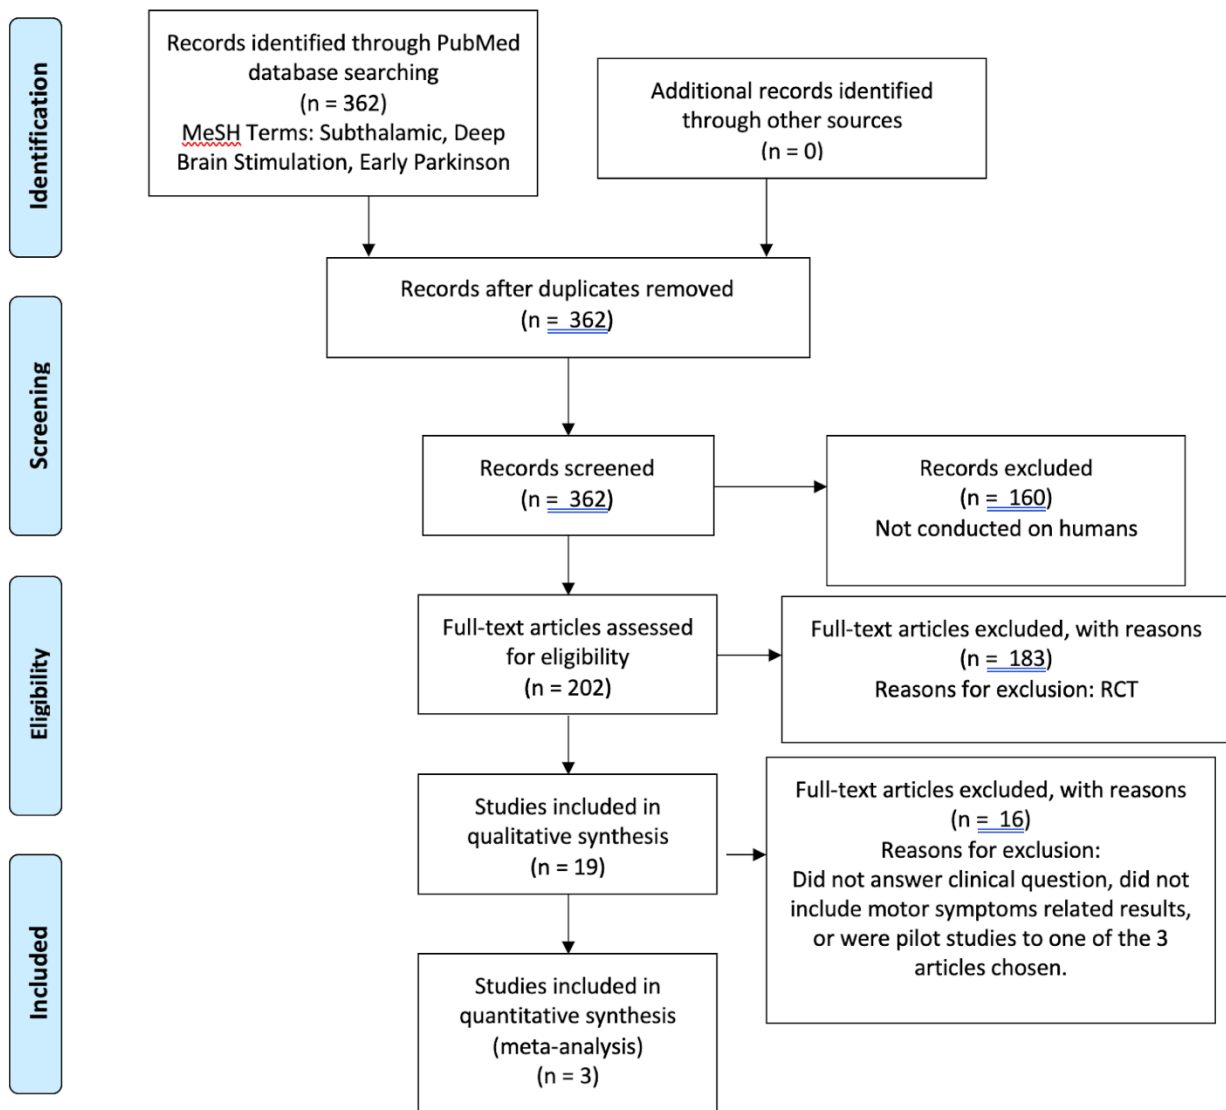 Identification
Records identified through PubMed
database searching
(n = 362)
MeSH Terms: Subthalamic, Deep
Brain Stimulation, Early Parkinson
Additional records identified
through other sources
(n = 0)
Records after duplicates removed
(n = 362)
Screening
Records screened
(n = 362)
Records excluded
(n = 160)
Not conducted on humans
Eligibility
Full-text articles assessed
for eligibility
(n = 202)
Full-text articles excluded, with reasons
(n = 183)
Reasons for exclusion: RCT
Studies included in
qualitative synthesis
(n = 19)
Full-text articles excluded, with reasons
(n = 16)
Reasons for exclusion:
Did not answer clinical question, did not
include motor symptoms related results,
or were pilot studies to one of the 3
articles chosen.
Included
Studies included in
quantitative synthesis
(meta-analysis)
(n = 3)